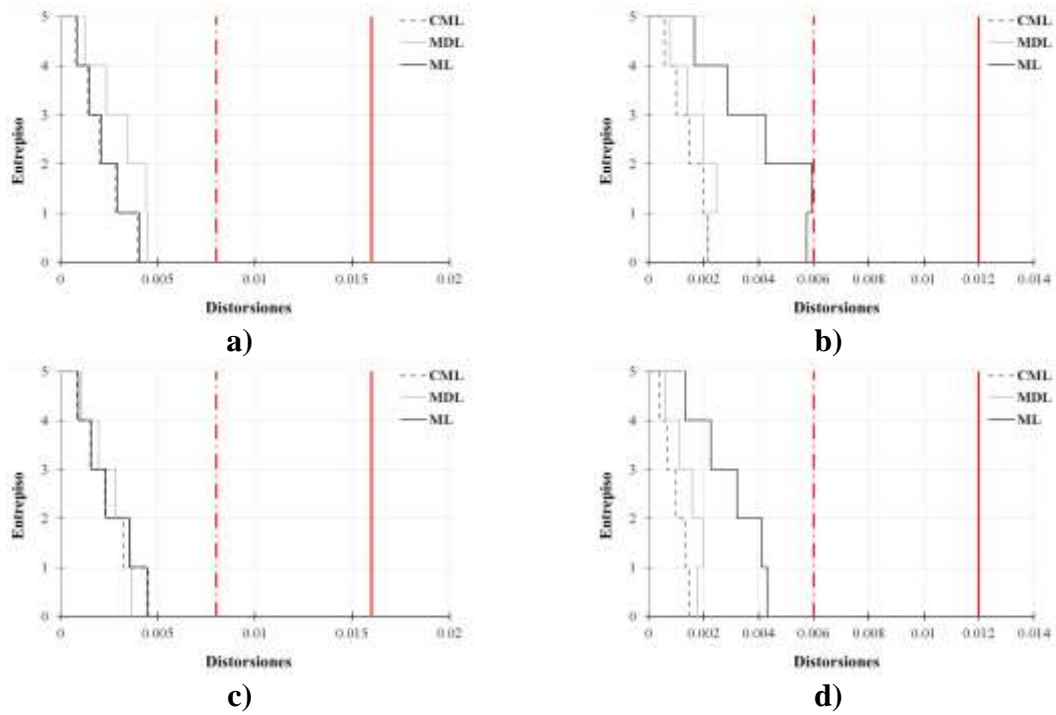 5
4
3
2
1
0
Entrepiso
0 0.005 0.01 0.015 0.02
Distorsiones
CML
MDL
ML
a)
5
4
3
2
1
0
Entrepiso
0 0.002 0.004 0.006 0.008 0.01 0.012 0.014
Distorsiones
CML
MDL
ML
b)
5
4
3
2
1
0
Entrepiso
0 0.005 0.01 0.015 0.02
Distorsiones
CML
MDL
ML
c)
5
4
3
2
1
0
Entrepiso
0 0.002 0.004 0.006 0.008 0.01 0.012 0.014
Distorsiones
CML
MDL
ML
d)